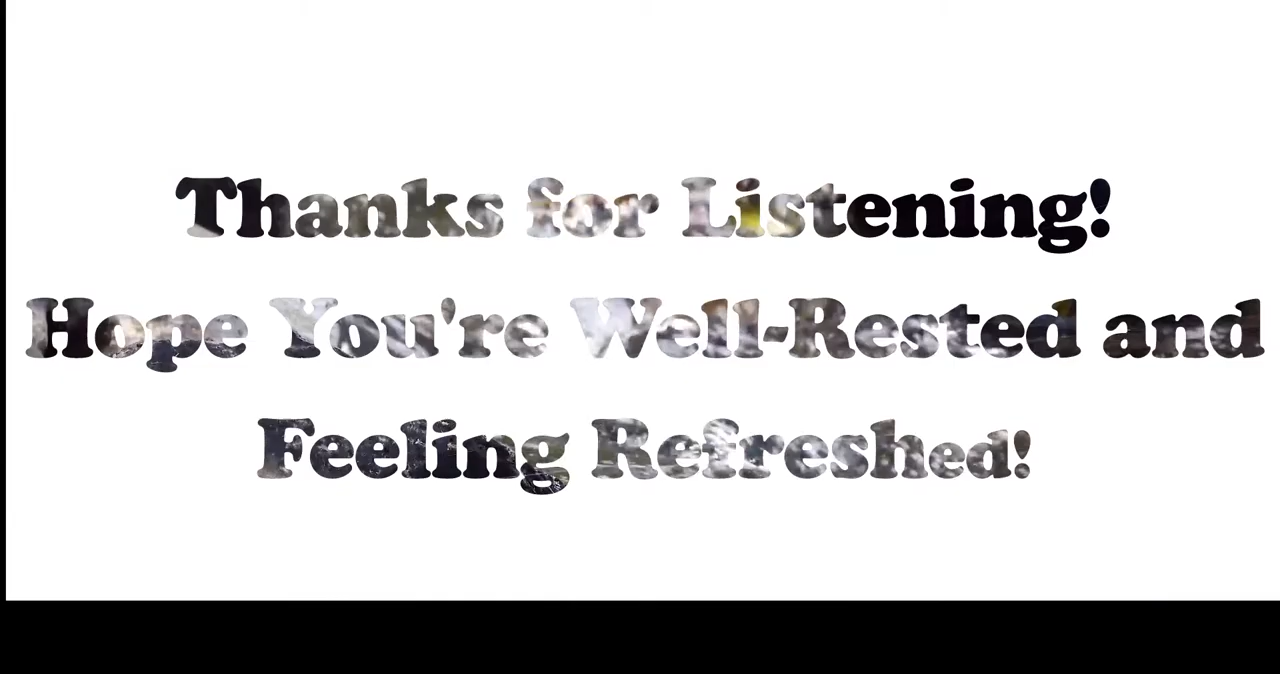 Thanks for Listening!
Hope You're Well-Rested and
Feeling Refreshed!